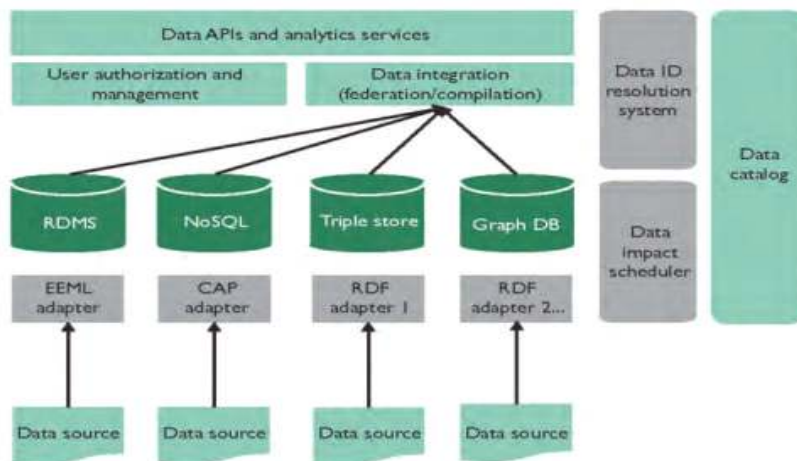 Data APIs and analytics services
User authorization and
management
Data integration
(federation/compilation)
Data ID
resolution
system
Data
catalog
RDMS
NoSQL
Triple store
Graph DB
Data
impact
scheduler
EEML
adapter
CAP
adapter
RDF
adapter 1
RDF
adapter 2...
Data source
Data source
Data source
Data source